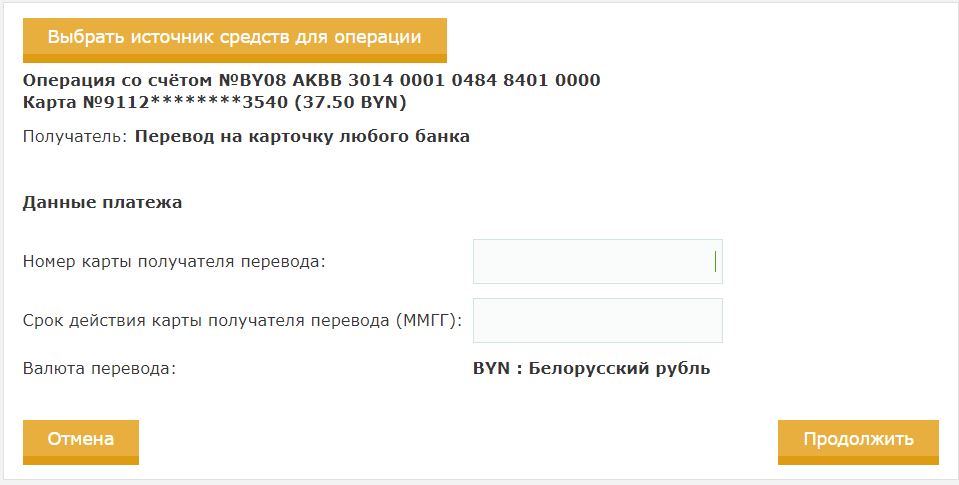 Выбрать источник средств для операции
Операция со счётом №BY08 AKBB 3014 0001 0484 8401 0000
Карта №9112********3540 (37.50 BYN)
Получатель: Перевод на карточку любого банка
Данные платежа
Номер карты получателя перевода:
Срок действия карты получателя перевода (ММГГ):
Валюта перевода: BYN : Белорусский рубль
Отмена Продолжить